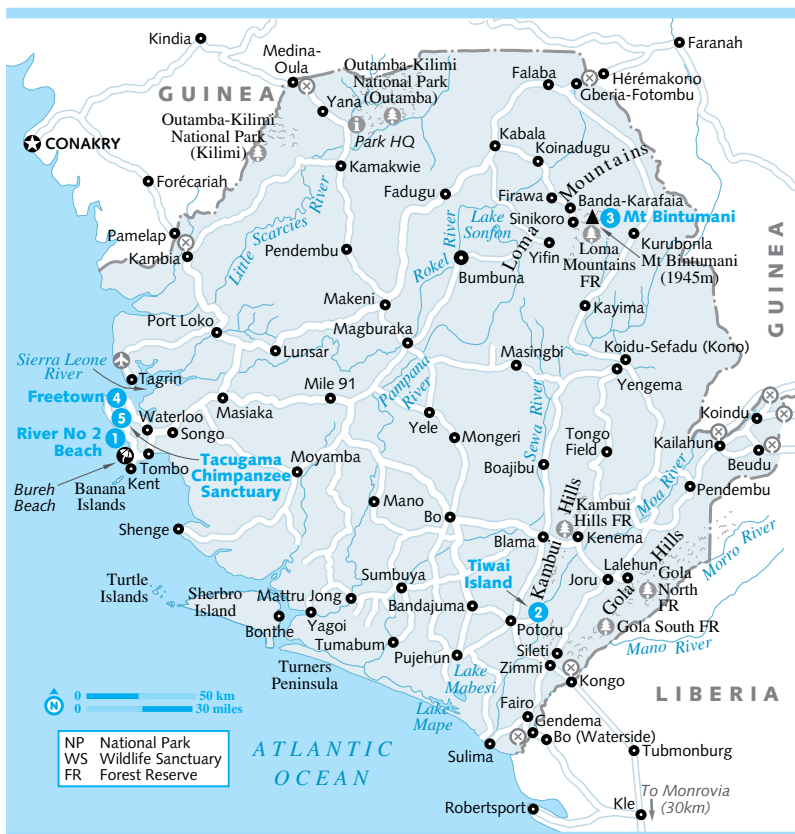 Kindia
Faranah
Medina-
Oula
Outamba-Kilimi
National Park
(Outamba)
Falaba
Hérémakono
Gberia-Fotombu
GUINEA
Yana
Park HQ
Outamba-Kilimi
National Park
(Kilimi)
CONAKRY
Kabala
Koinadugu
Kamakwie
Forécariah
Fadugu
Firawa
Loma Mountains
Banda-Karafaia
Sinikoro
3 Mt Bintumani
Little Scarcies River
Rokel River
Lake
Sonfon
Pamelap
Kambia
Pendembu
Bumbuna
Yifin
Loma
Mountains
FR
Kurubonla
Mt Bintumani
(1945m)
GUINEA
Makeni
Kayima
Port Loko
Magburaka
Lunsar
Masingbi
Koidu-Sefadu (Kono)
Yengema
Sierra Leone
River
Tagrin
Freetown
4
Mile 91
Pampana
River
Masiaka
5
Waterloo
Songo
Yele
Sewa River
Koindu
River No 2
Beach
1
Mongeri
Tongo
Field
Kailahun
Tacugama
Chimpanzee
Sanctuary
Moyamba
Boajibu
Beudu
Tombo
Kent
Bureh
Beach
Banana
Islands
Moa River
Pendembu
Mano
Bo
Kambui Hills
Kambui
Hills FR
Shenge
Blama
Kenema
Morro River
Tiwai
Island
Lalehun
Joru
Gola Hills
Gola
North
FR
Turtle
Islands
Sherbro
Island
Mattru Jong
Sumbuya
Bandajuma
2
Bonthe
Yagoi
Potoru
Gola South FR
Tumabum
Pujehun
Sileti
Zimmi
Mano River
Turners
Peninsula
Lake
Mabesi
Kongo
LIBERIA
N
0 50 km
0 30 miles
Lake
Mape
Fairo
Gendema
Bo (Waterside)
NP National Park
WS Wildlife Sanctuary
FR Forest Reserve
ATLANTIC
OCEAN
Sulima
Tubmonburg
Robertsport
Kle
To Monrovia
(30km)